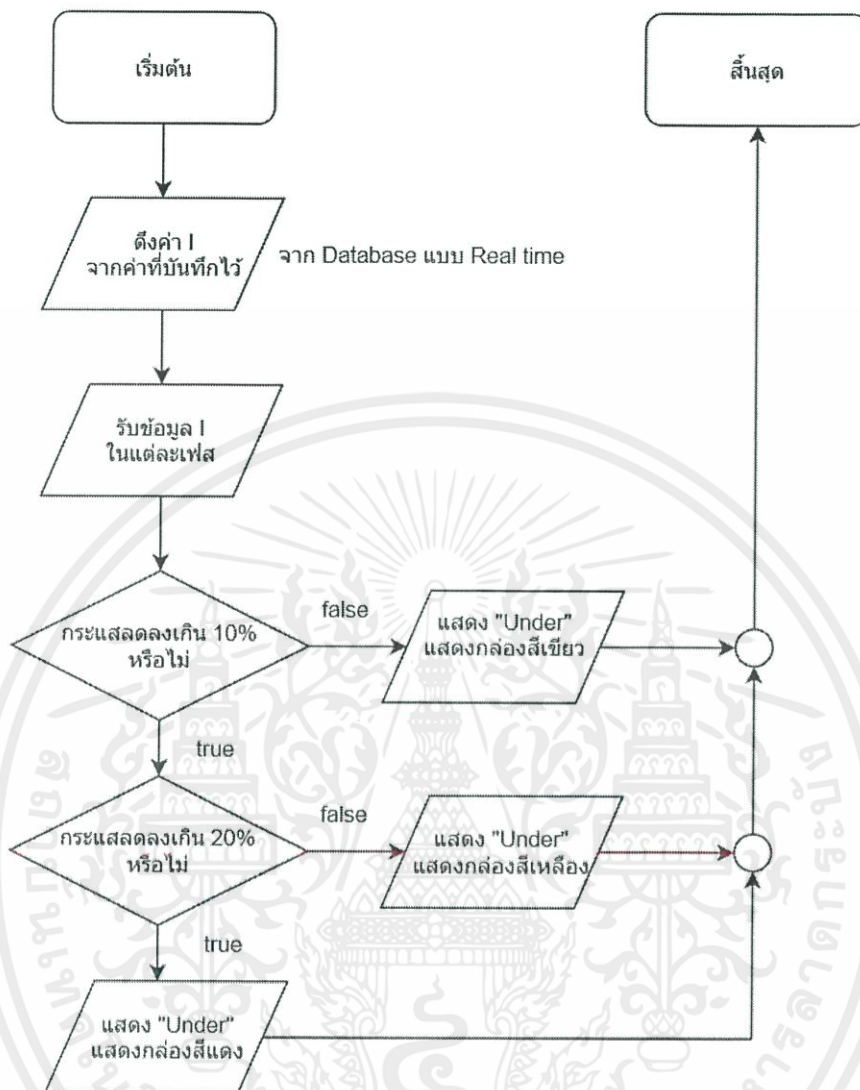 เริ่มต้น
สิ้นสุด
ดึงค่า I
จากค่าที่บันทึกไว้
จาก Database แบบ Real time
รับข้อมูล I
ในแต่ละเฟส
กระแสลดลงเกิน 10%
หรือไม่
false
แสดง "Under"
แสดงกล่องสีเขียว
true
กระแสลดลงเกิน 20%
หรือไม่
false
แสดง "Under"
แสดงกล่องสีเหลือง
true
แสดง "Under"
แสดงกล่องสีแดง